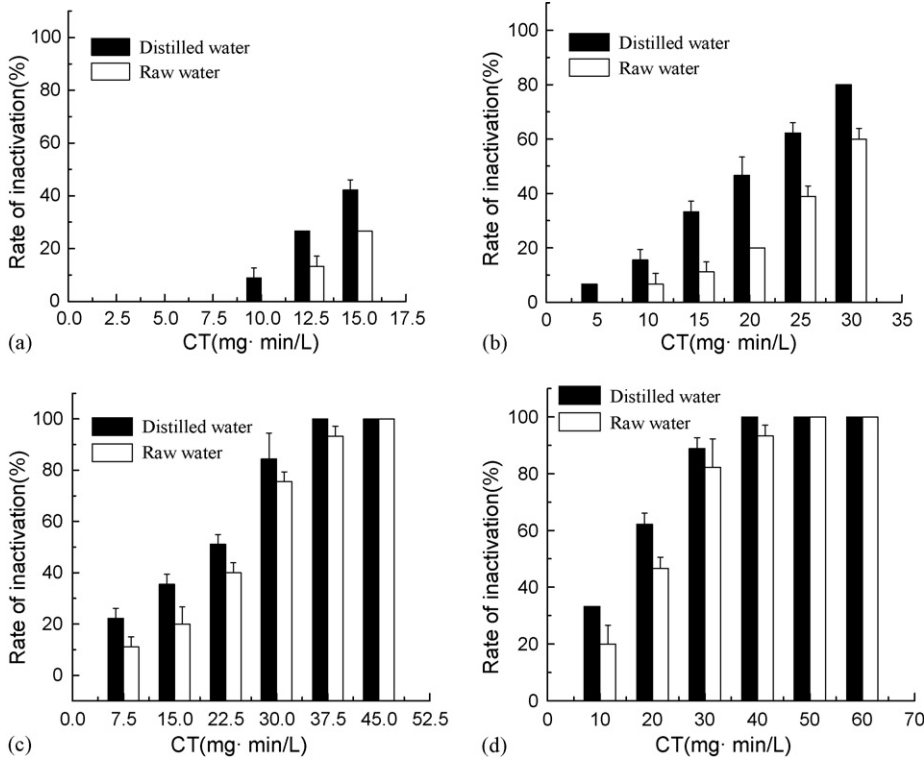 100
80
60
40
20
0
Rate of inactivation(%)
Distilled water
Raw water
0.0 2.5 5.0 7.5 10.0 12.5 15.0 17.5
(a)
CT(mg· min/L)
100
80
60
40
20
0
Rate of inactivation(%)
Distilled water
Raw water
0 5 10 15 20 25 30 35
(b)
CT(mg· min/L)
100
80
60
40
20
0
Rate of inactivation(%)
Distilled water
Raw water
0.0 7.5 15.0 22.5 30.0 37.5 45.0 52.5
(c)
CT(mg· min/L)
100
80
60
40
20
0
Rate of inactivation(%)
Distilled water
Raw water
0 10 20 30 40 50 60 70
(d)
CT(mg· min/L)